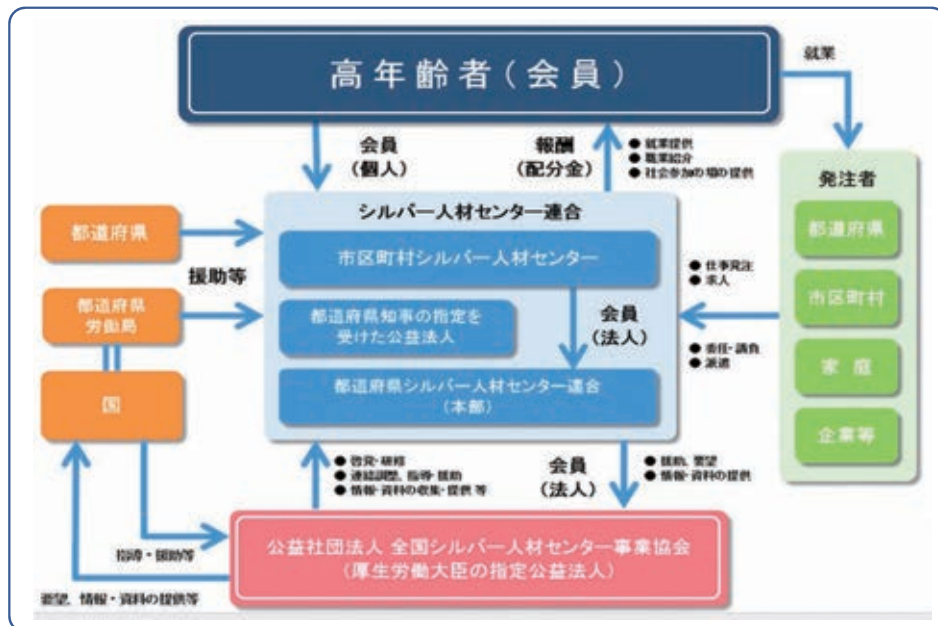 高年齢者(会員)
就業
会員
(個人)
報酬
(配分金)
● 就業提供
● 職業紹介
● 社会参加の場の提供
発注者
都道府県
市区町村
家庭
企業等
シルバー人材センター連合
市区町村シルバー人材センター
都道府県知事の指定を
受けた公益法人
会員
(法人)
都道府県シルバー人材センター連合
(本部)
都道府県
援助等
都道府県
労働局
国
● 仕事発注
● 求人
● 委任・請負
● 派遣
● 啓発・研修
● 連絡調整、指導・援助
● 情報・資料の収集・提供 等
会員
(法人)
● 援助、要望
● 情報・資料の提供
公益社団法人 全国シルバー人材センター事業協会
(厚生労働大臣の指定公益法人)
指導・援助等
要望、情報・資料の提供等